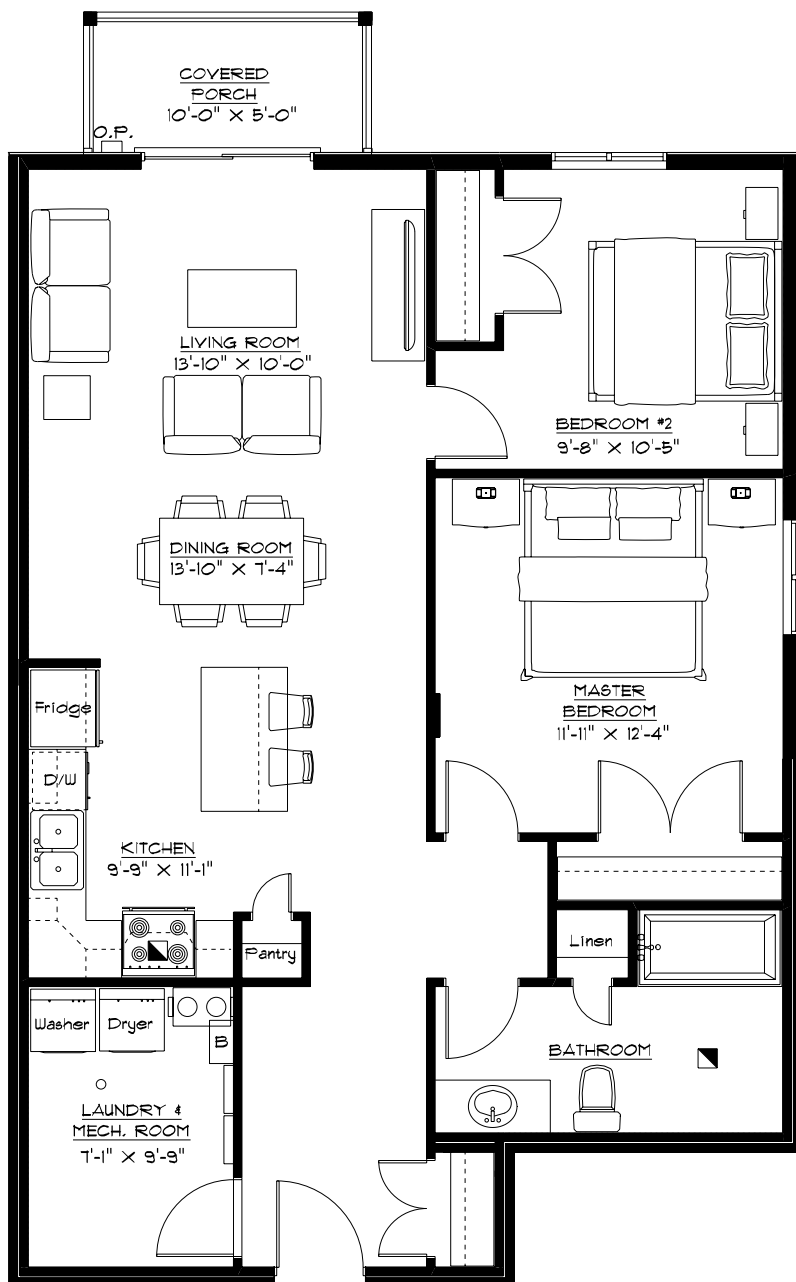 COVERED
PORCH
10'-0" X 5'-0"
O.P.
LIVING ROOM
13'-10" X 10'-0"
BEDROOM #2
9'-8" X 10'-5"
DINING ROOM
13'-10" X 7'-4"
MASTER
BEDROOM
11'-11" X 12'-4"
Fridge
D/W
KITCHEN
9'-9" X 11'-1"
Pantry
Linen
Washer
Dryer
B
BATHROOM
LAUNDRY &
MECH. ROOM
7'-1" X 9'-9"